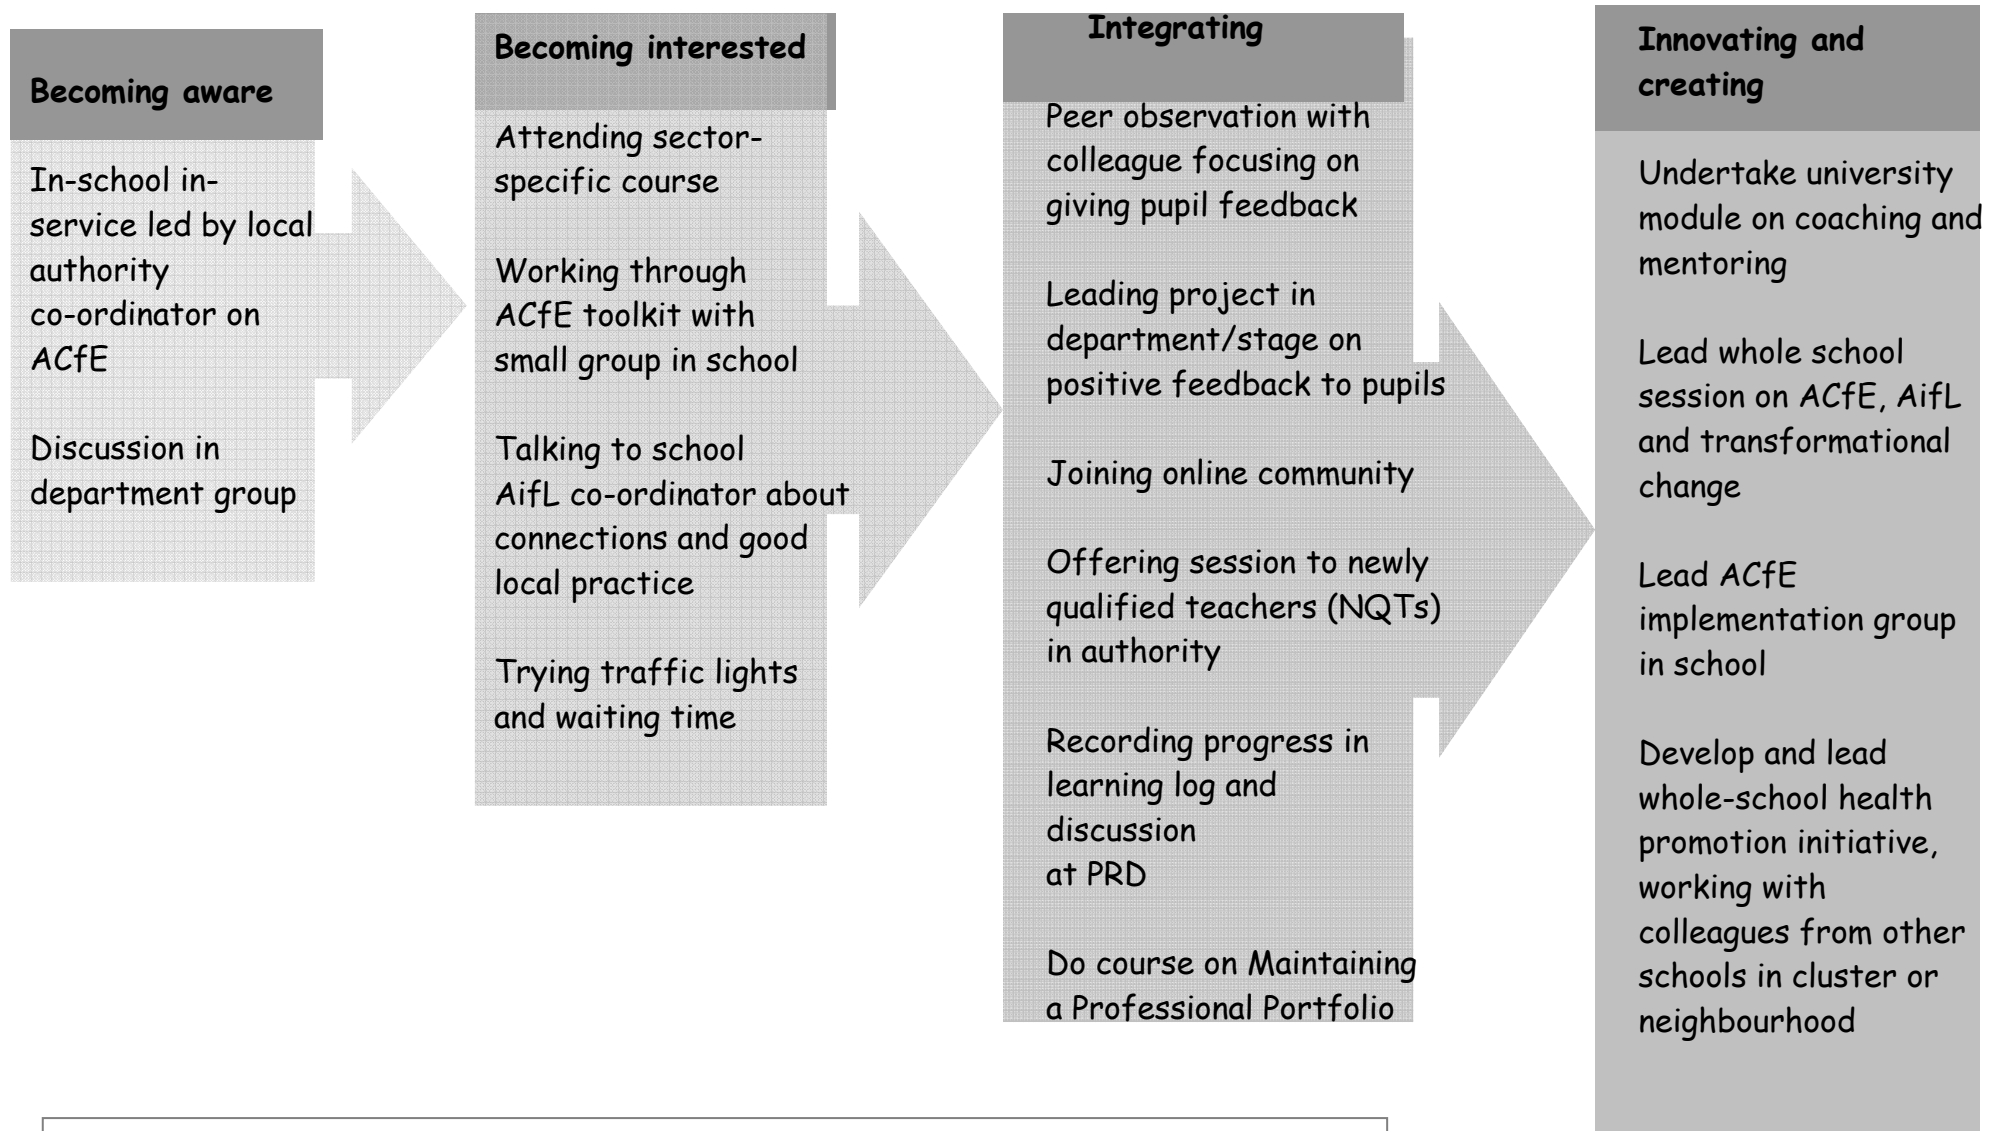 Becoming aware
In-school in-
service led by local
authority
co-ordinator on
ACfE
Discussion in
department group
Becoming interested
Attending sector-
specific course
Working through
ACfE toolkit with
small group in school
Talking to school
AifL co-ordinator about
connections and good
local practice
Trying traffic lights
and waiting time
Integrating
Peer observation with
colleague focusing on
giving pupil feedback
Leading project in
department/stage on
positive feedback to pupils
Joining online community
Offering session to newly
qualified teachers (NQTs)
in authority
Recording progress in
learning log and
discussion
at PRD
Do course on Maintaining
a Professional Portfolio
Innovating and
creating
Undertake university
module on coaching and
mentoring
Lead whole school
session on ACfE, AifL
and transformational
change
Lead ACfE
implementation group
in school
Develop and lead
whole-school health
promotion initiative,
working with
colleagues from other
schools in cluster or
neighbourhood